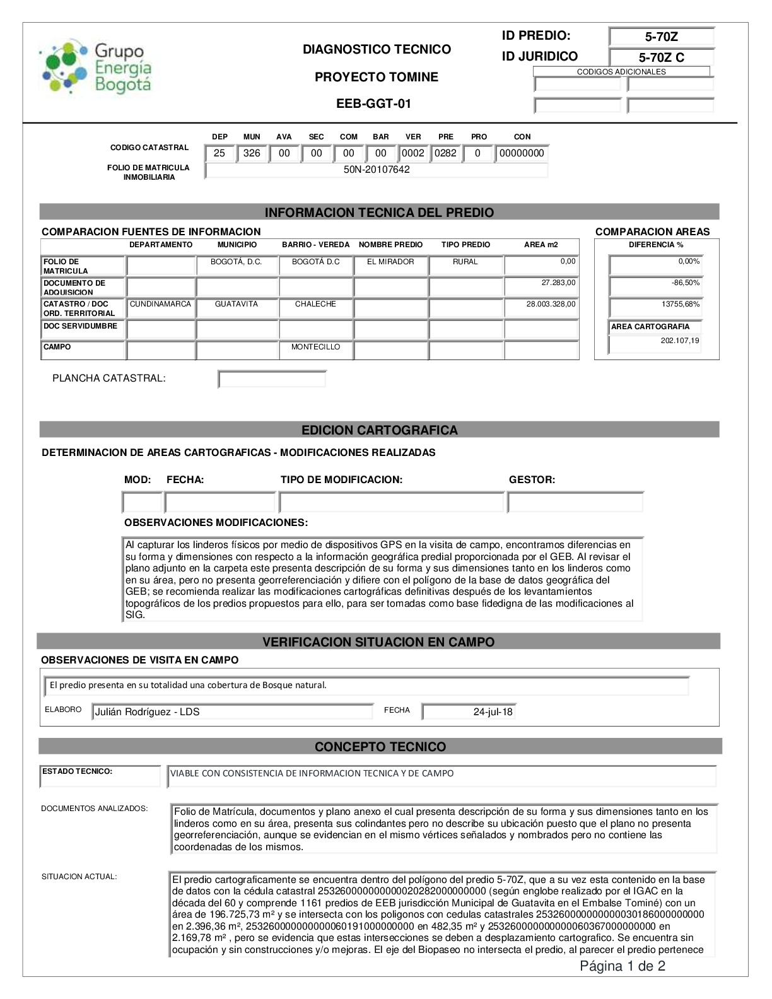 Grupo
Energía
Bogotá
DIAGNOSTICO TECNICO
PROYECTO TOMINE
EEB-GGT-01
ID PREDIO: 5-70Z
ID JURIDICO 5-70Z C
CODIGOS ADICIONALES
DEP MUN AVA SEC COM BAR VER PRE PRO CON
CODIGO CATASTRAL 25 326 00 00 00 00 0002 0282 0 00000000
FOLIO DE MATRICULA
INMOBILIARIA
50N-20107642
INFORMACION TECNICA DEL PREDIO
COMPARACION FUENTES DE INFORMACION COMPARACION AREAS
DEPARTAMENTO MUNICIPIO BARRIO - VEREDA NOMBRE PREDIO TIPO PREDIO AREA m2 DIFERENCIA %
FOLIO DE
MATRICULA
BOGOTÁ, D.C. BOGOTÁ D.C EL MIRADOR RURAL 0,00 0,00%
DOCUMENTO DE
ADQUISICION
27.283,00 -86,50%
CATASTRO / DOC
ORD. TERRITORIAL
CUNDINAMARCA GUATAVITA CHALECHE 28.003.328,00 13755,68%
DOC SERVIDUMBRE AREA CARTOGRAFIA
CAMPO MONTECILLO 202.107,19
PLANCHA CATASTRAL:
EDICION CARTOGRAFICA
DETERMINACION DE AREAS CARTOGRAFICAS - MODIFICACIONES REALIZADAS
MOD: FECHA: TIPO DE MODIFICACION: GESTOR:
OBSERVACIONES MODIFICACIONES:
Al capturar los linderos físicos por medio de dispositivos GPS en la visita de campo, encontramos diferencias en
su forma y dimensiones con respecto a la información geográfica predial proporcionada por el GEB. Al revisar el
plano adjunto en la carpeta este presenta descripción de su forma y sus dimensiones tanto en los linderos como
en su área, pero no presenta georreferenciación y difiere con el polígono de la base de datos geográfica del
GEB; se recomienda realizar las modificaciones cartográficas definitivas después de los levantamientos
topográficos de los predios propuestos para ello, para ser tomadas como base fidedigna de las modificaciones al
SIG.
VERIFICACION SITUACION EN CAMPO
OBSERVACIONES DE VISITA EN CAMPO
El predio presenta en su totalidad una cobertura de Bosque natural.
ELABORO Julián Rodríguez - LDS FECHA 24-jul-18
CONCEPTO TECNICO
ESTADO TECNICO: VIABLE CON CONSISTENCIA DE INFORMACION TECNICA Y DE CAMPO
DOCUMENTOS ANALIZADOS: Folio de Matrícula, documentos y plano anexo el cual presenta descripción de su forma y sus dimensiones tanto en los
linderos como en su área, presenta sus colindantes pero no describe su ubicación puesto que el plano no presenta
georreferenciación, aunque se evidencian en el mismo vértices señalados y nombrados pero no contiene las
coordenadas de los mismos.
SITUACION ACTUAL: El predio cartograficamente se encuentra dentro del polígono del predio 5-70Z, que a su vez esta contenido en la base
de datos con la cédula catastral 253260000000000020282000000000 (según englobe realizado por el IGAC en la
década del 60 y comprende 1161 predios de EEB jurisdicción Municipal de Guatavita en el Embalse Tominé) con un
área de 196.725,73 m² y se intersecta con los poligonos con cedulas catastrales 253260000000000030186000000000
en 2.396,36 m², 253260000000000060191000000000 en 482,35 m² y 253260000000000060367000000000 en
2.169,78 m² , pero se evidencia que estas intersecciones se deben a desplazamiento cartografico. Se encuentra sin
ocupación y sin construcciones y/o mejoras. El eje del Biopaseo no intersecta el predio, al parecer el predio pertenece
Página 1 de 2